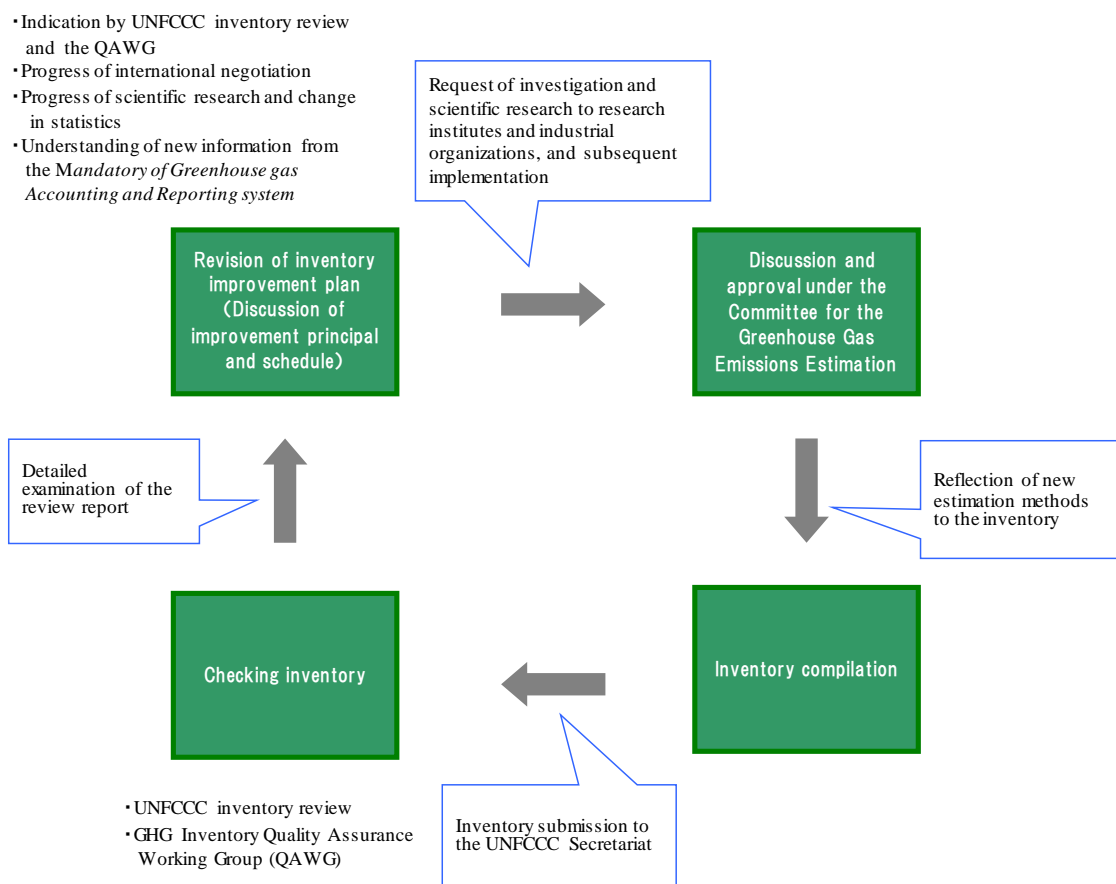 ・Indication by UNFCCC inventory review
and the QAWG
・Progress of international negotiation
・Progress of scientific research and change
in statistics
・Understanding of new information from
the Mandatory of Greenhouse gas
Accounting and Reporting system
Request of investigation and
scientific research to research
institutes and industrial
organizations, and subsequent
implementation
Revision of inventory
improvement plan
(Discussion of
improvement principal
and schedule)
Discussion and
approval under the
Committee for the
Greenhouse Gas
Emissions Estimation
Detailed
examination of the
review report
Reflection of new
estimation methods
to the inventory
Checking inventory
Inventory compilation
・UNFCCC inventory review
・GHG Inventory Quality Assurance
Working Group (QAWG)
Inventory submission to
the UNFCCC Secretariat